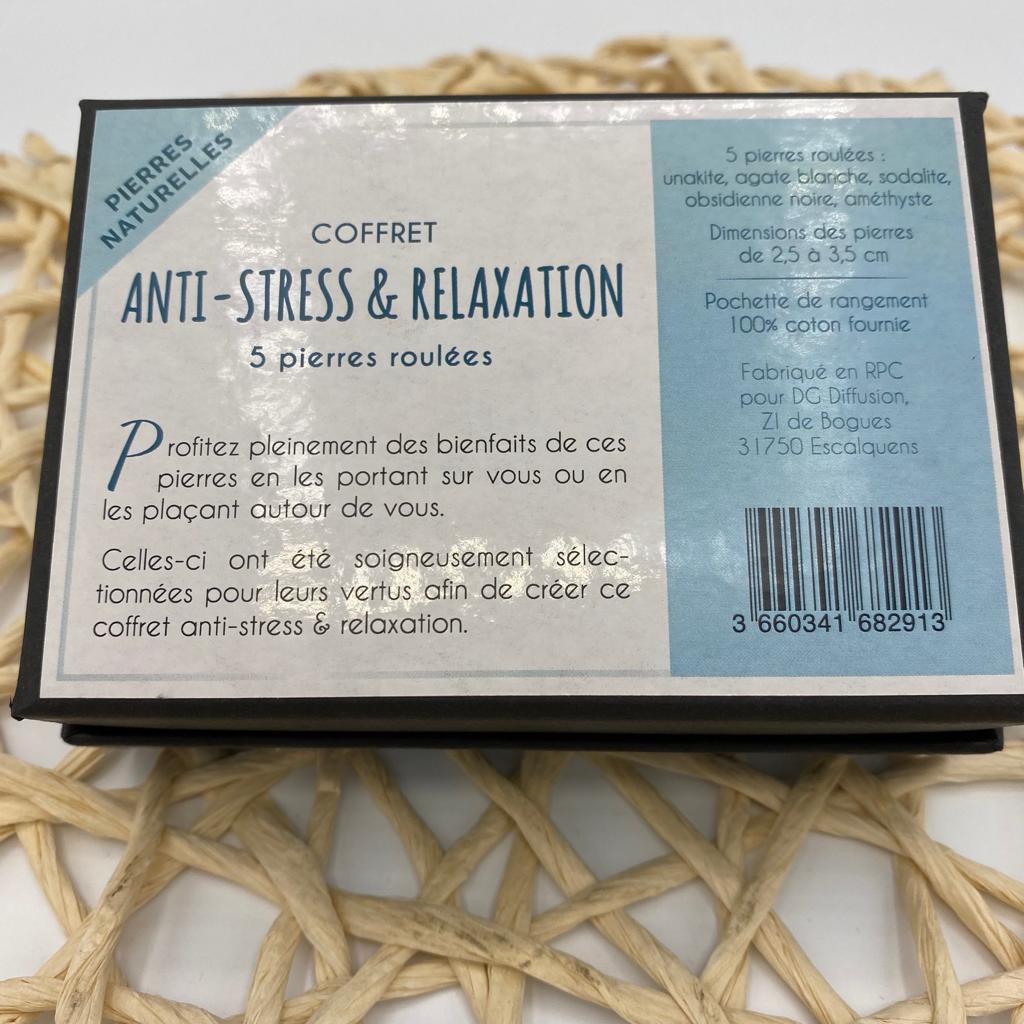 PIERRES
NATURELLES
COFFRET
ANTI-STRESS & RELAXATION
5 pierres roulées
Profitez pleinement des bienfaits de ces
pierres en les portant sur vous ou en
les plaçant autour de vous.
Celles-ci ont été soigneusement sélec-
tionnées pour leurs vertus afin de créer ce
coffret anti-stress & relaxation.
5 pierres roulées :
unakite, agate blanche, sodalite,
obsidienne noire, améthyste
Dimensions des pierres
de 2,5 à 3,5 cm
Pochette de rangement
100% coton fournie
Fabriqué en RPC
pour DG Diffusion,
ZI de Bogues
31750 Escalquens
3 660341 682913